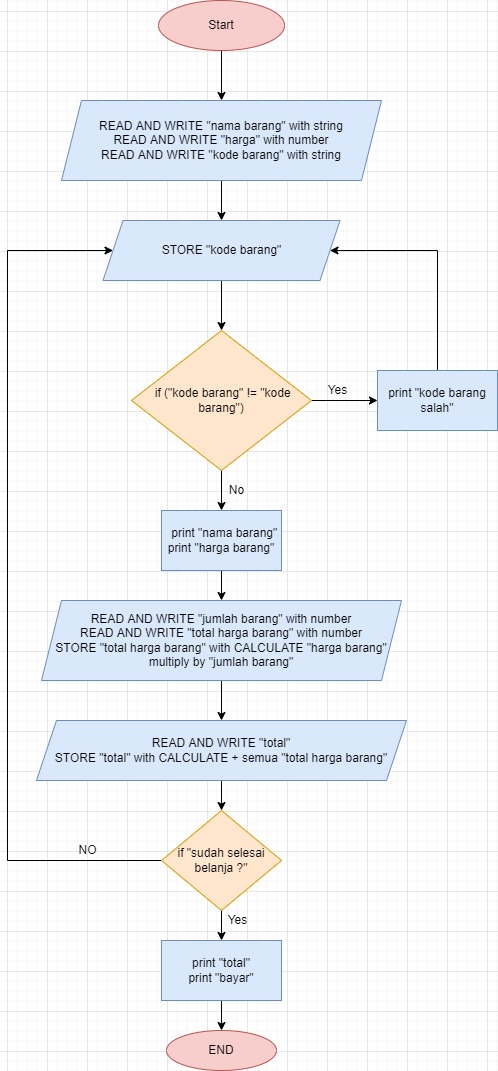 Start
READ AND WRITE "nama barang" with string
READ AND WRITE "harga" with number
READ AND WRITE "kode barang" with string
STORE "kode barang"
if ("kode barang" != "kode
barang")
Yes
print "kode barang
salah"
No
print "nama barang"
print "harga barang"
READ AND WRITE "jumlah barang" with number
READ AND WRITE "total harga barang" with number
STORE "total harga barang" with CALCULATE "harga barang"
multiply by "jumlah barang"
READ AND WRITE "total"
STORE "total" with CALCULATE + semua "total harga barang"
if "sudah selesai
belanja ?"
NO
Yes
print "total"
print "bayar"
END